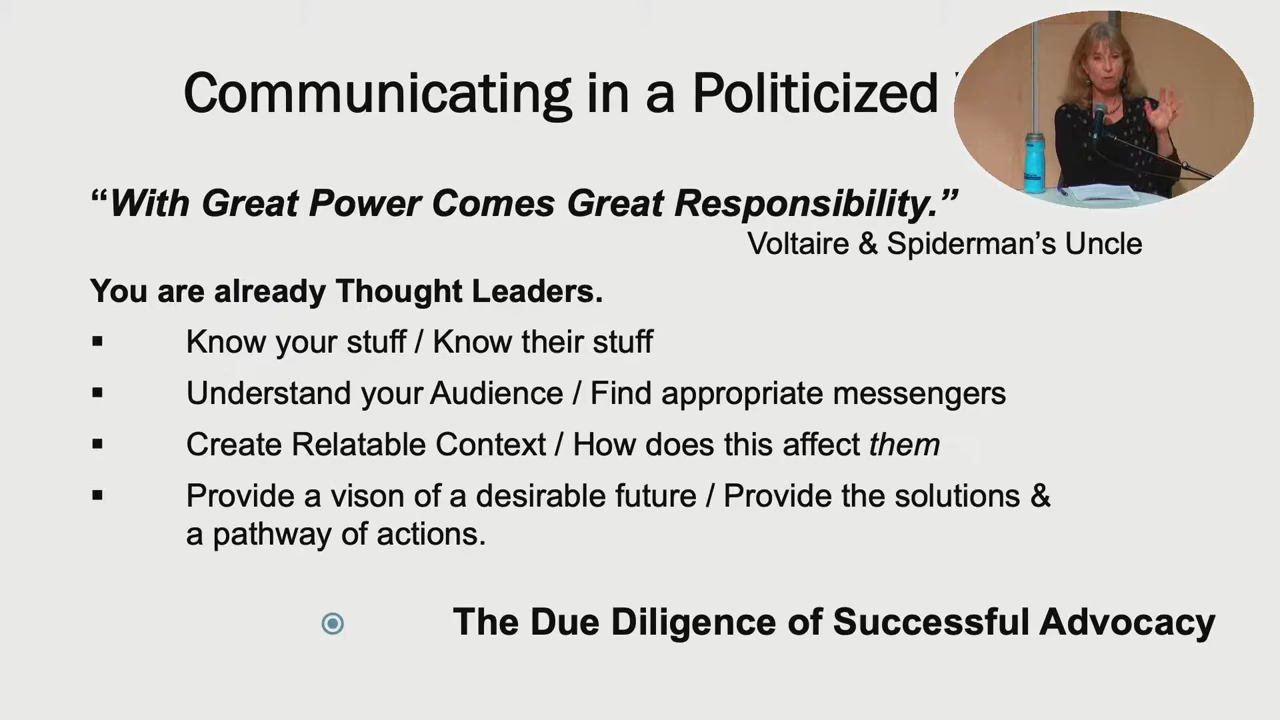 Communicating in a Politicized
“With Great Power Comes Great Responsibility.”
Voltaire & Spiderman’s Uncle
You are already Thought Leaders.
▪ Know your stuff / Know their stuff
▪ Understand your Audience / Find appropriate messengers
▪ Create Relatable Context / How does this affect them
▪ Provide a vison of a desirable future / Provide the solutions &
a pathway of actions.
The Due Diligence of Successful Advocacy